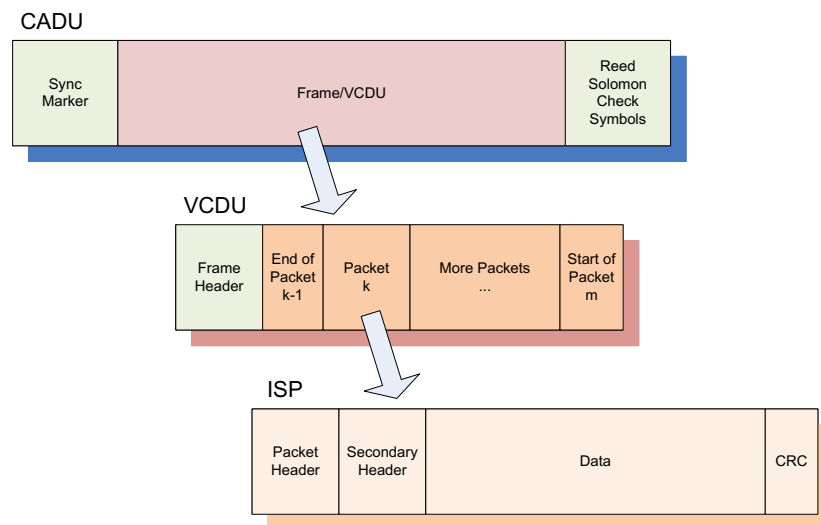 CADU
Sync
Marker
Frame/VCDU
Reed
Solomon
Check
Symbols
VCDU
Frame
Header
End of
Packet
k-1
Packet
k
More Packets
...
Start of
Packet
m
ISP
Packet
Header
Secondary
Header
Data
CRC